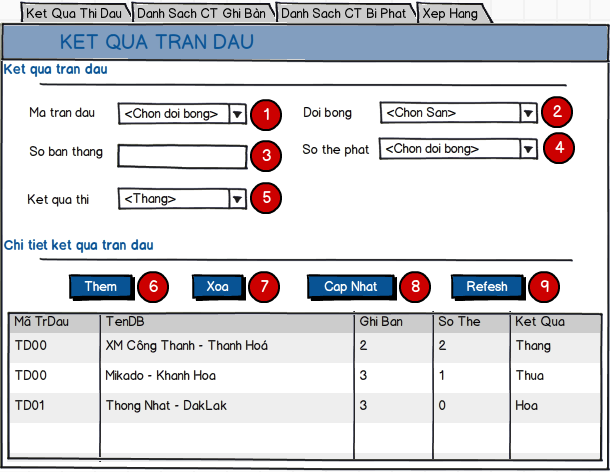 Ket Qua Thi Dau Danh Sach CT Ghi Bàn Danh Sach CT Bi Phat Xep Hang
KET QUA TRAN DAU
Ket qua tran dau
Ma tran dau <Chon doi bong> 1 Doi bong <Chon San> 2
So ban thang 3 So the phat <Chon doi bong> 4
Ket qua thi <Thang> 5
Chi tiet ket qua tran dau
Them 6 Xoa 7 Cap Nhat 8 Refesh 9
Mã TrDau TenDB Ghi Ban So The Ket Qua
TD00 XM Công Thanh - Thanh Hoá 2 2 Thang
TD00 Mikado - Khanh Hoa 3 1 Thua
TD01 Thong Nhat - DakLak 3 0 Hoa